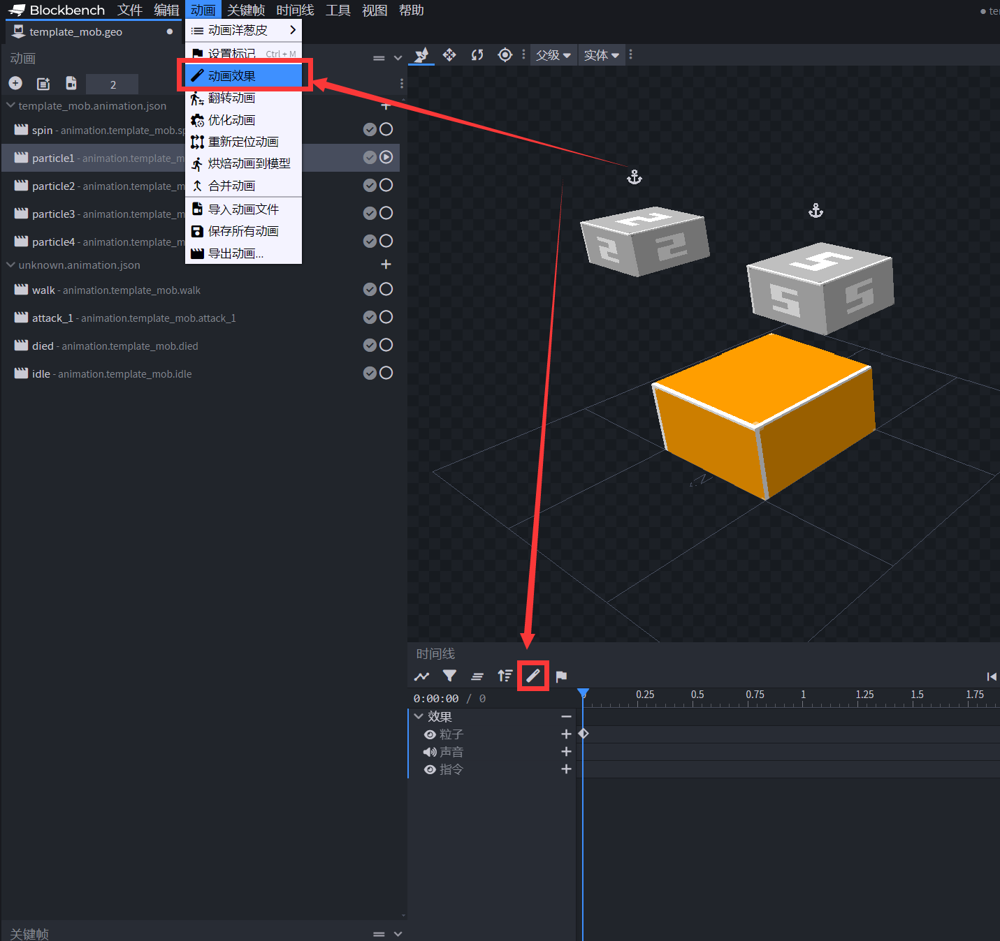 Blockbench 文件 编辑 动画 关键帧 时间线 工具 视图 帮助
template_mob.geo
动画
2
template_mob.animation.json
spin - animation.template_mob.sp
particle1 - animation.template_m
particle2 - animation.template_m
particle3 - animation.template_m
particle4 - animation.template_m
unknown.animation.json
walk - animation.template_mob.walk
attack_1 - animation.template_mob.attack_1
died - animation.template_mob.died
idle - animation.template_mob.idle
关键帧
动画洋葱皮
设置标记 Ctrl + M
动画效果
翻转动画
优化动画
重新定位动画
烘焙动画到模型
合并动画
导入动画文件
保存所有动画
导出动画...
父级 实体
2
2
2
5
5
5
N
时间线
0:00:00 / 0
0 0.25 0.5 0.75 1 1.25 1.5 1.75
效果
粒子
声音
指令